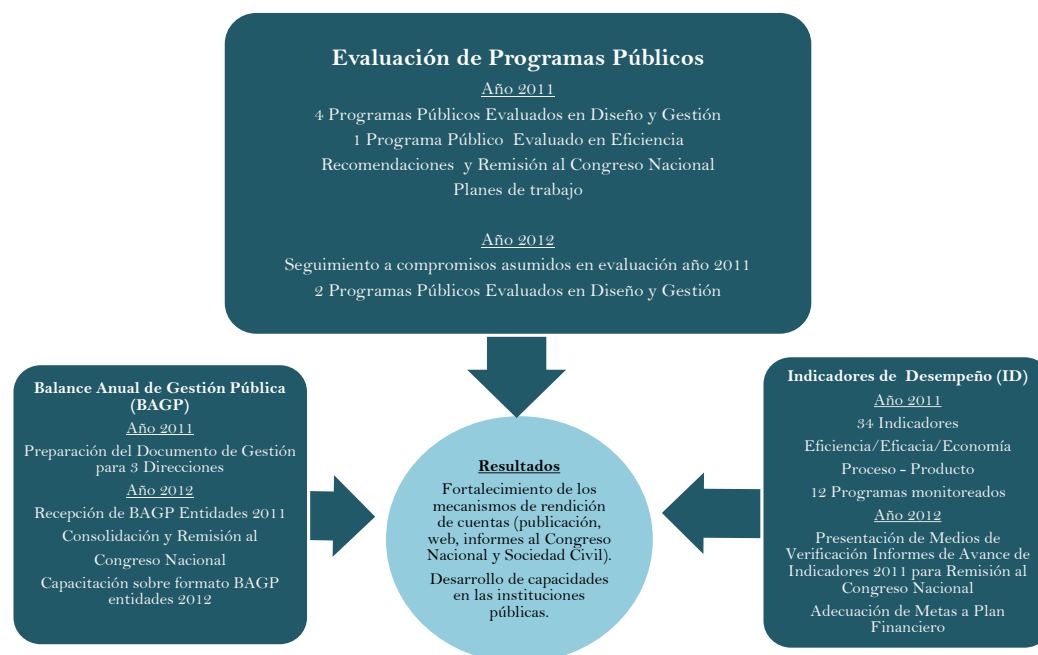 Evaluación de Programas Públicos
Año 2011
4 Programas Públicos Evaluados en Diseño y Gestión
1 Programa Público Evaluado en Eficiencia
Recomendaciones y Remisión al Congreso Nacional
Planes de trabajo
Año 2012
Seguimiento a compromisos asumidos en evaluación año 2011
2 Programas Públicos Evaluados en Diseño y Gestión
Balance Anual de Gestión Pública
(BAGP)
Año 2011
Preparación del Documento de Gestión
para 3 Direcciones
Año 2012
Recepción de BAGP Entidades 2011
Consolidación y Remisión al
Congreso Nacional
Capacitación sobre formato BAGP
entidades 2012
Resultados
Fortalecimiento de los
mecanismos de rendición
de cuentas (publicación,
web, informes al Congreso
Nacional y Sociedad Civil).
Desarrollo de capacidades
en las instituciones
públicas.
Indicadores de Desempeño (ID)
Año 2011
34 Indicadores
Eficiencia/Eficacia/Economía
Proceso - Producto
12 Programas monitoreados
Año 2012
Presentación de Medios de
Verificación Informes de Avance de
Indicadores 2011 para Remisión al
Congreso Nacional
Adecuación de Metas a Plan
Financiero